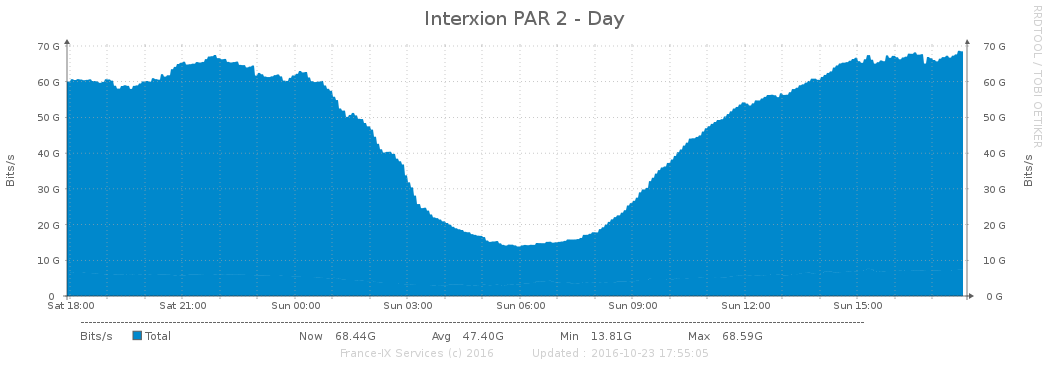 Interxion PAR 2 - Day
RRDTOOL / TOBI OETIKER
Bits/s
Bits/s
70 G 70 G
60 G 60 G
50 G 50 G
40 G 40 G
30 G 30 G
20 G 20 G
10 G 10 G
0 0 G
Sat 18:00 Sat 21:00 Sun 00:00 Sun 03:00 Sun 06:00 Sun 09:00 Sun 12:00 Sun 15:00
Bits/s Total Now 68.44G Avg 47.40G Min 13.81G Max 68.59G
France-IX Services (c) 2016 Updated : 2016-10-23 17:55:05